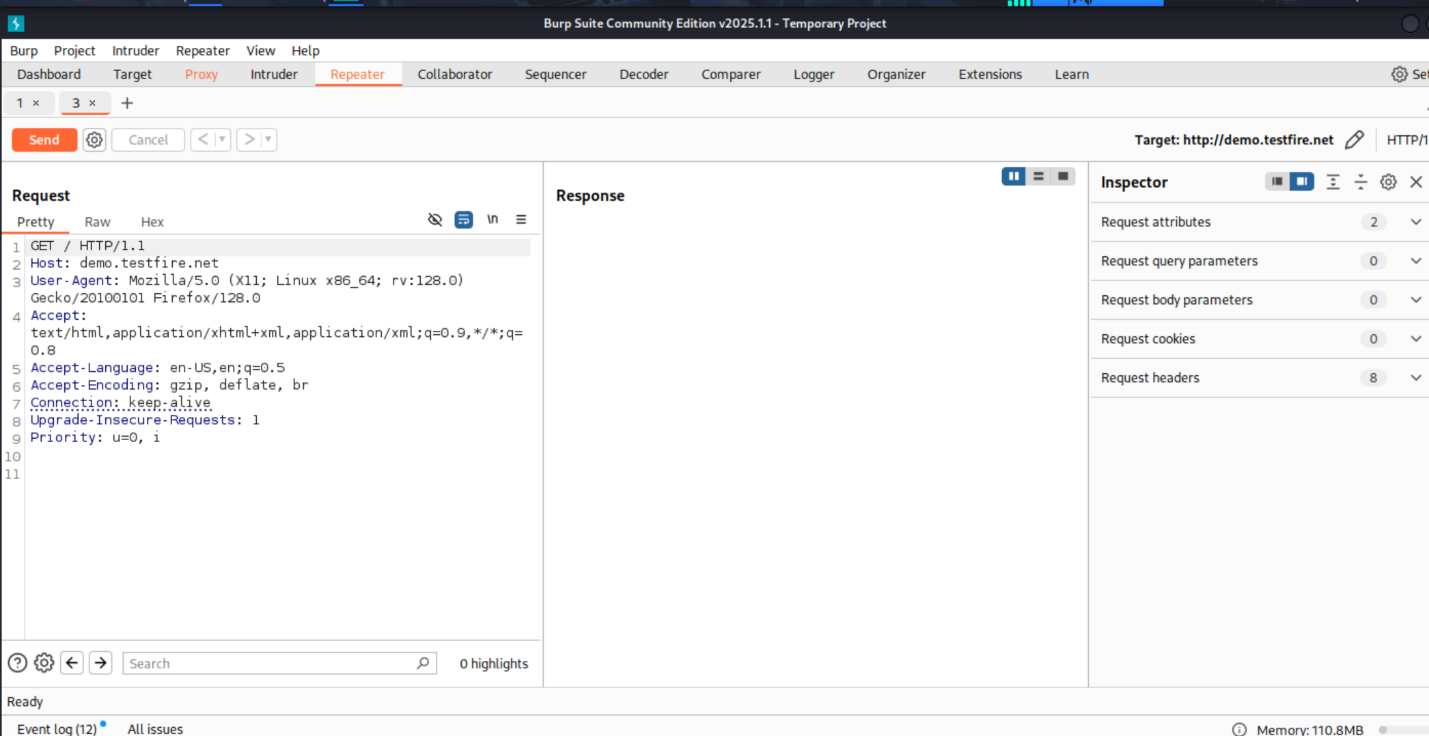 Burp Suite Community Edition v2025.1.1 - Temporary Project
Burp Project Intruder Repeater View Help
Dashboard Target Proxy Intruder Repeater Collaborator Sequencer Decoder Comparer Logger Organizer Extensions Learn Set
1 × 3 × +
Send Cancel < > Target: http://demo.testfire.net HTTP/1
Request
Pretty Raw Hex \n
1 GET / HTTP/1.1
2 Host: demo.testfire.net
3 User-Agent: Mozilla/5.0 (X11; Linux x86_64; rv:128.0)
Gecko/20100101 Firefox/128.0
4 Accept:
text/html,application/xhtml+xml,application/xml;q=0.9,*/*;q=
0.8
5 Accept-Language: en-US,en;q=0.5
6 Accept-Encoding: gzip, deflate, br
7 Connection: keep-alive
8 Upgrade-Insecure-Requests: 1
9 Priority: u=0, i
10
11
Search 0 highlights
Response
Inspector
Request attributes 2
Request query parameters 0
Request body parameters 0
Request cookies 0
Request headers 8
Ready
Event log (12) All issues Memory: 110.8MB